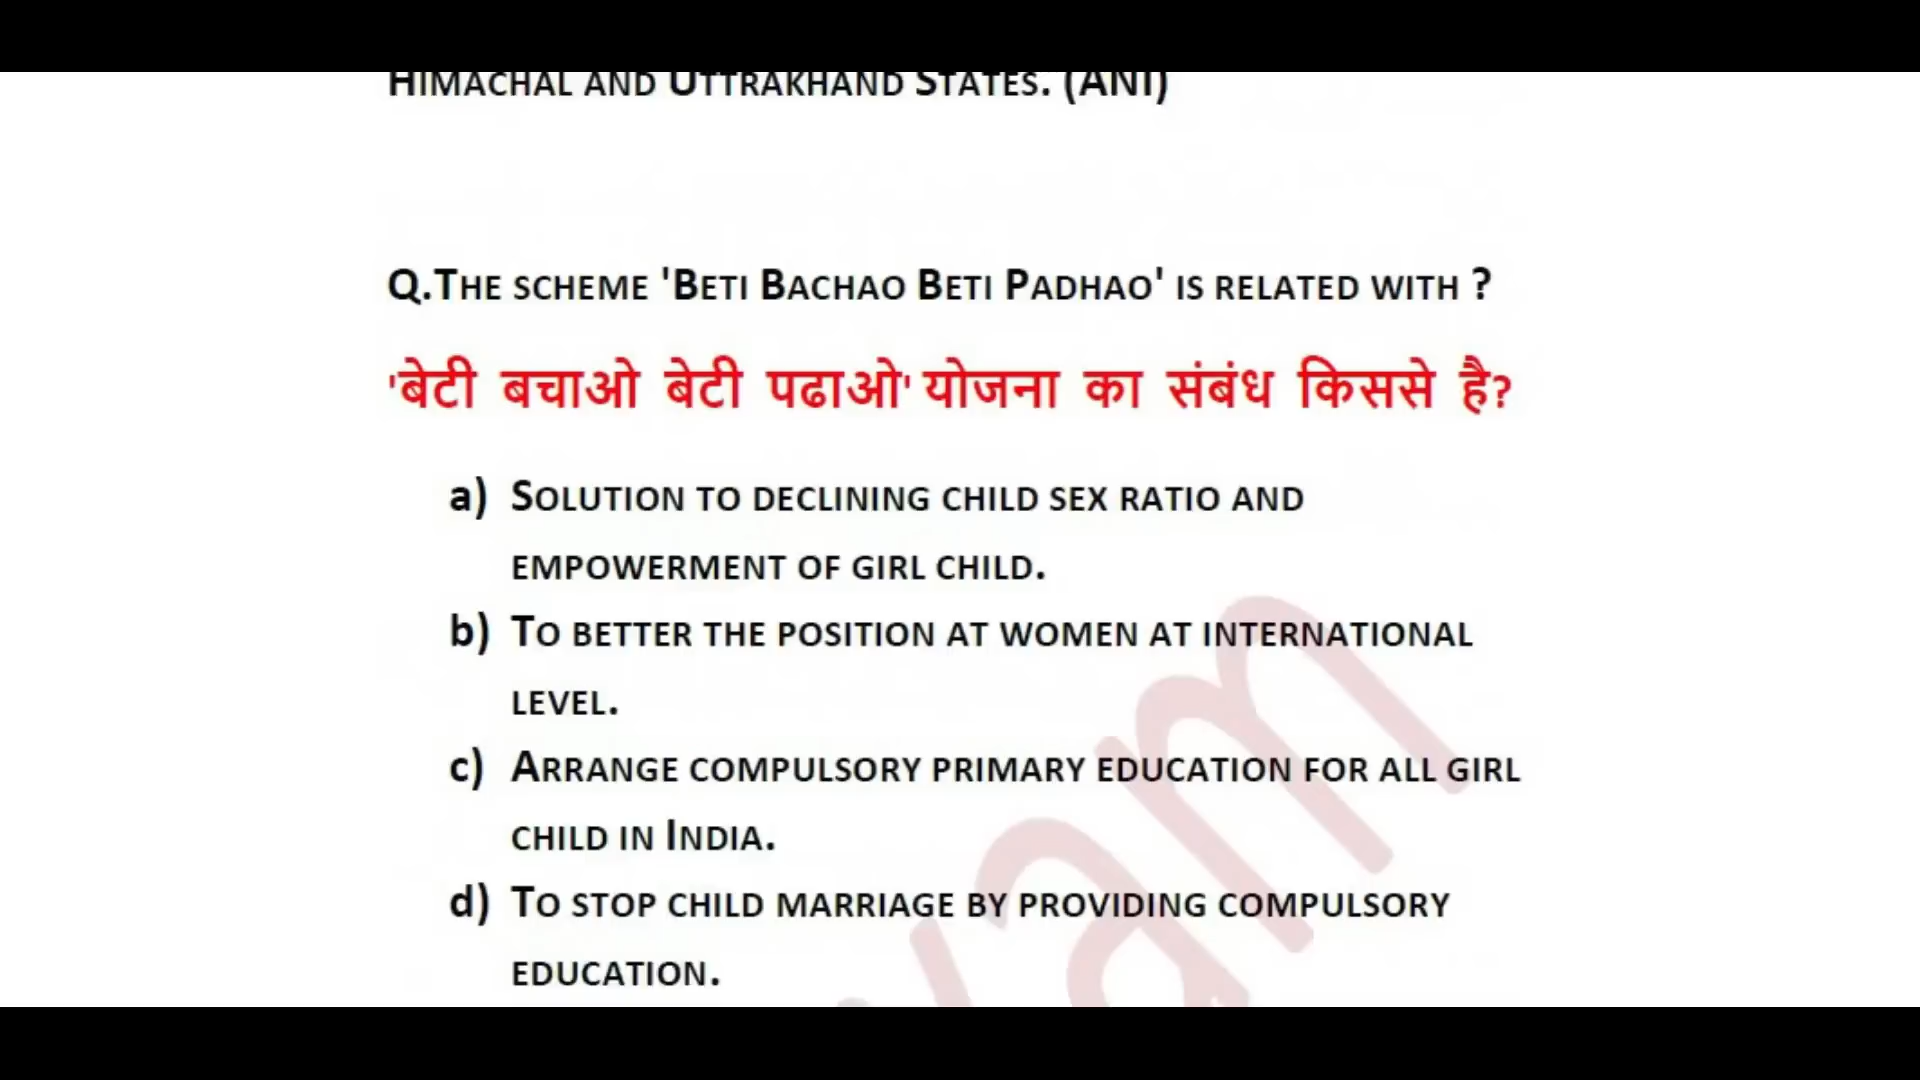 HIMACHAL AND UTTRAKHAND STATES. (ANI)
Q.THE SCHEME 'BETI BACHAO BETI PADHAO' IS RELATED WITH ?
'बेटी बचाओ बेटी पढाओ' योजना का संबंध किससे है?
a) SOLUTION TO DECLINING CHILD SEX RATIO AND
EMPOWERMENT OF GIRL CHILD.
b) TO BETTER THE POSITION AT WOMEN AT INTERNATIONAL
LEVEL.
c) ARRANGE COMPULSORY PRIMARY EDUCATION FOR ALL GIRL
CHILD IN INDIA.
d) TO STOP CHILD MARRIAGE BY PROVIDING COMPULSORY
EDUCATION.